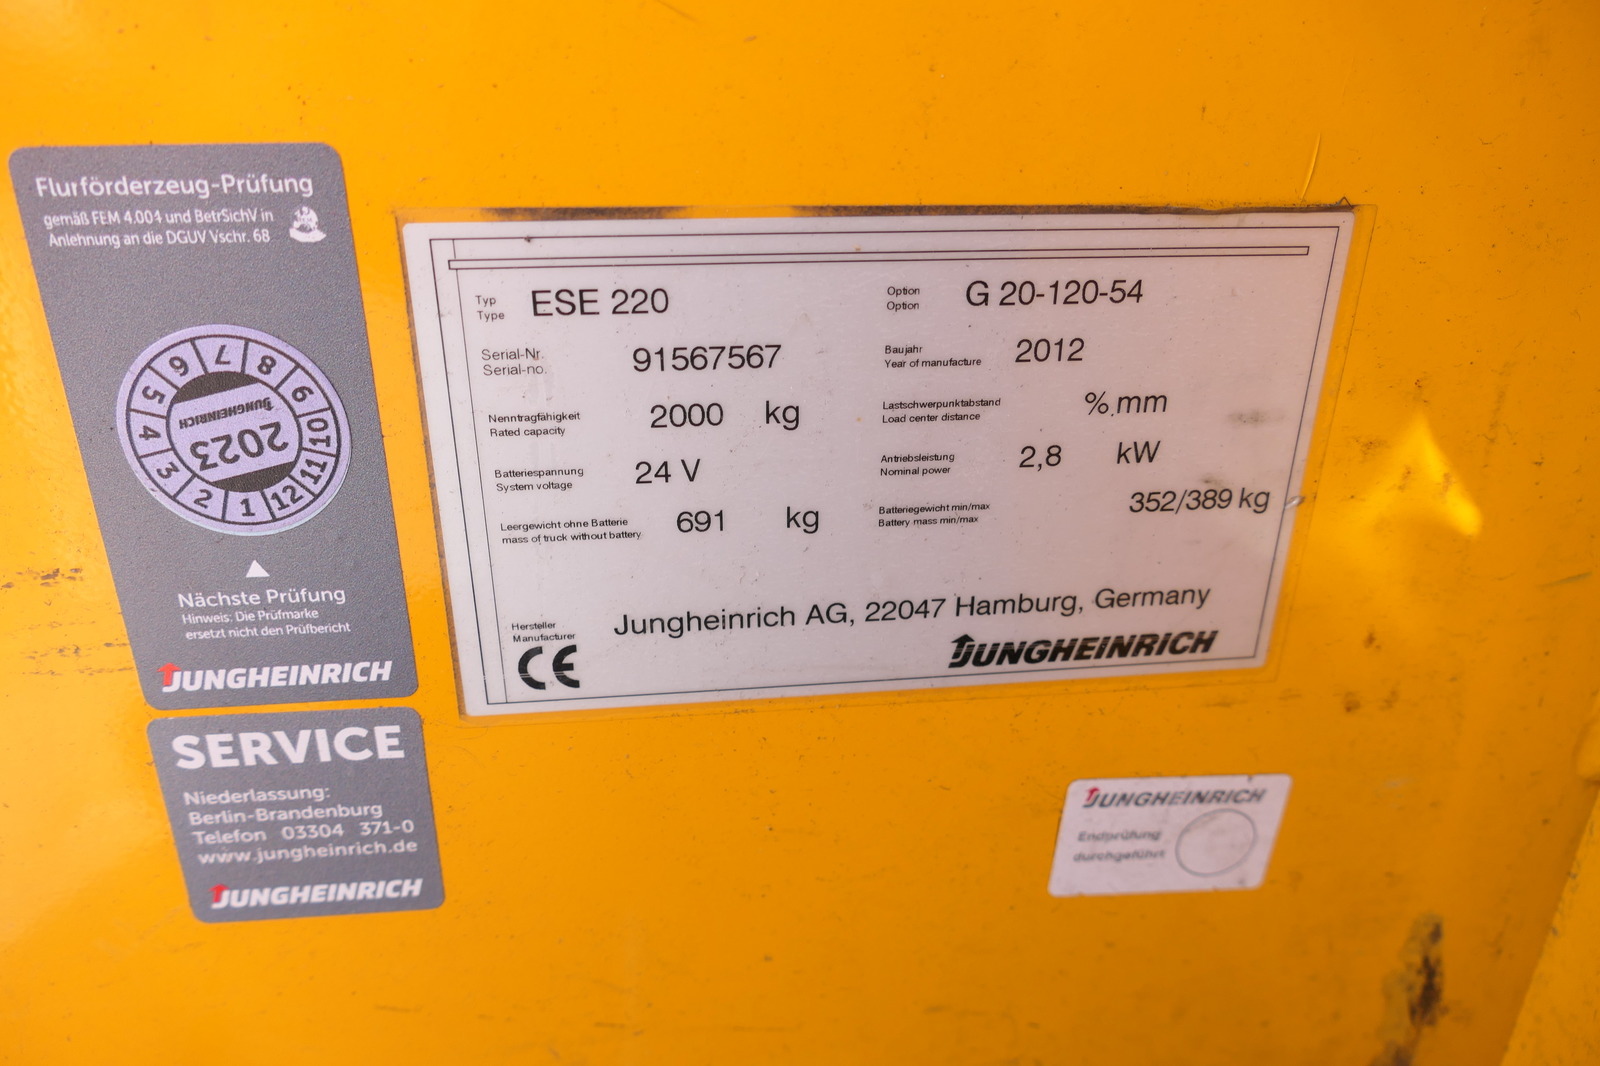 Flurförderzeug-Prüfung
gemäß FEM 4.004 und BetrSichV in
Anlehnung an die DGUV Vschr. 68
1 2 3 4 5 6 7 8 9 10 11 12
JUNGHEINRICH
2023
Nächste Prüfung
Hinweis: Die Prüfmarke
ersetzt nicht den Prüfbericht
JUNGHEINRICH
SERVICE
Niederlassung:
Berlin-Brandenburg
Telefon 03304 371-0
www.jungheinrich.de
JUNGHEINRICH
Typ
Type ESE 220
Option
Option G 20-120-54
Serial-Nr.
Serial-no. 91567567
Baujahr
Year of manufacture 2012
Nenntragfähigkeit
Rated capacity 2000 kg
Lastschwerpunktabstand
Load center distance %.mm
Batteriespannung
System voltage 24 V
Antriebsleistung
Nominal power 2,8 kW
Leergewicht ohne Batterie
mass of truck without battery 691 kg
Batteriegewicht min/max
Battery mass min/max 352/389 kg
Hersteller
Manufacturer Jungheinrich AG, 22047 Hamburg, Germany
CE JUNGHEINRICH
JUNGHEINRICH
Endprüfung
durchgeführt